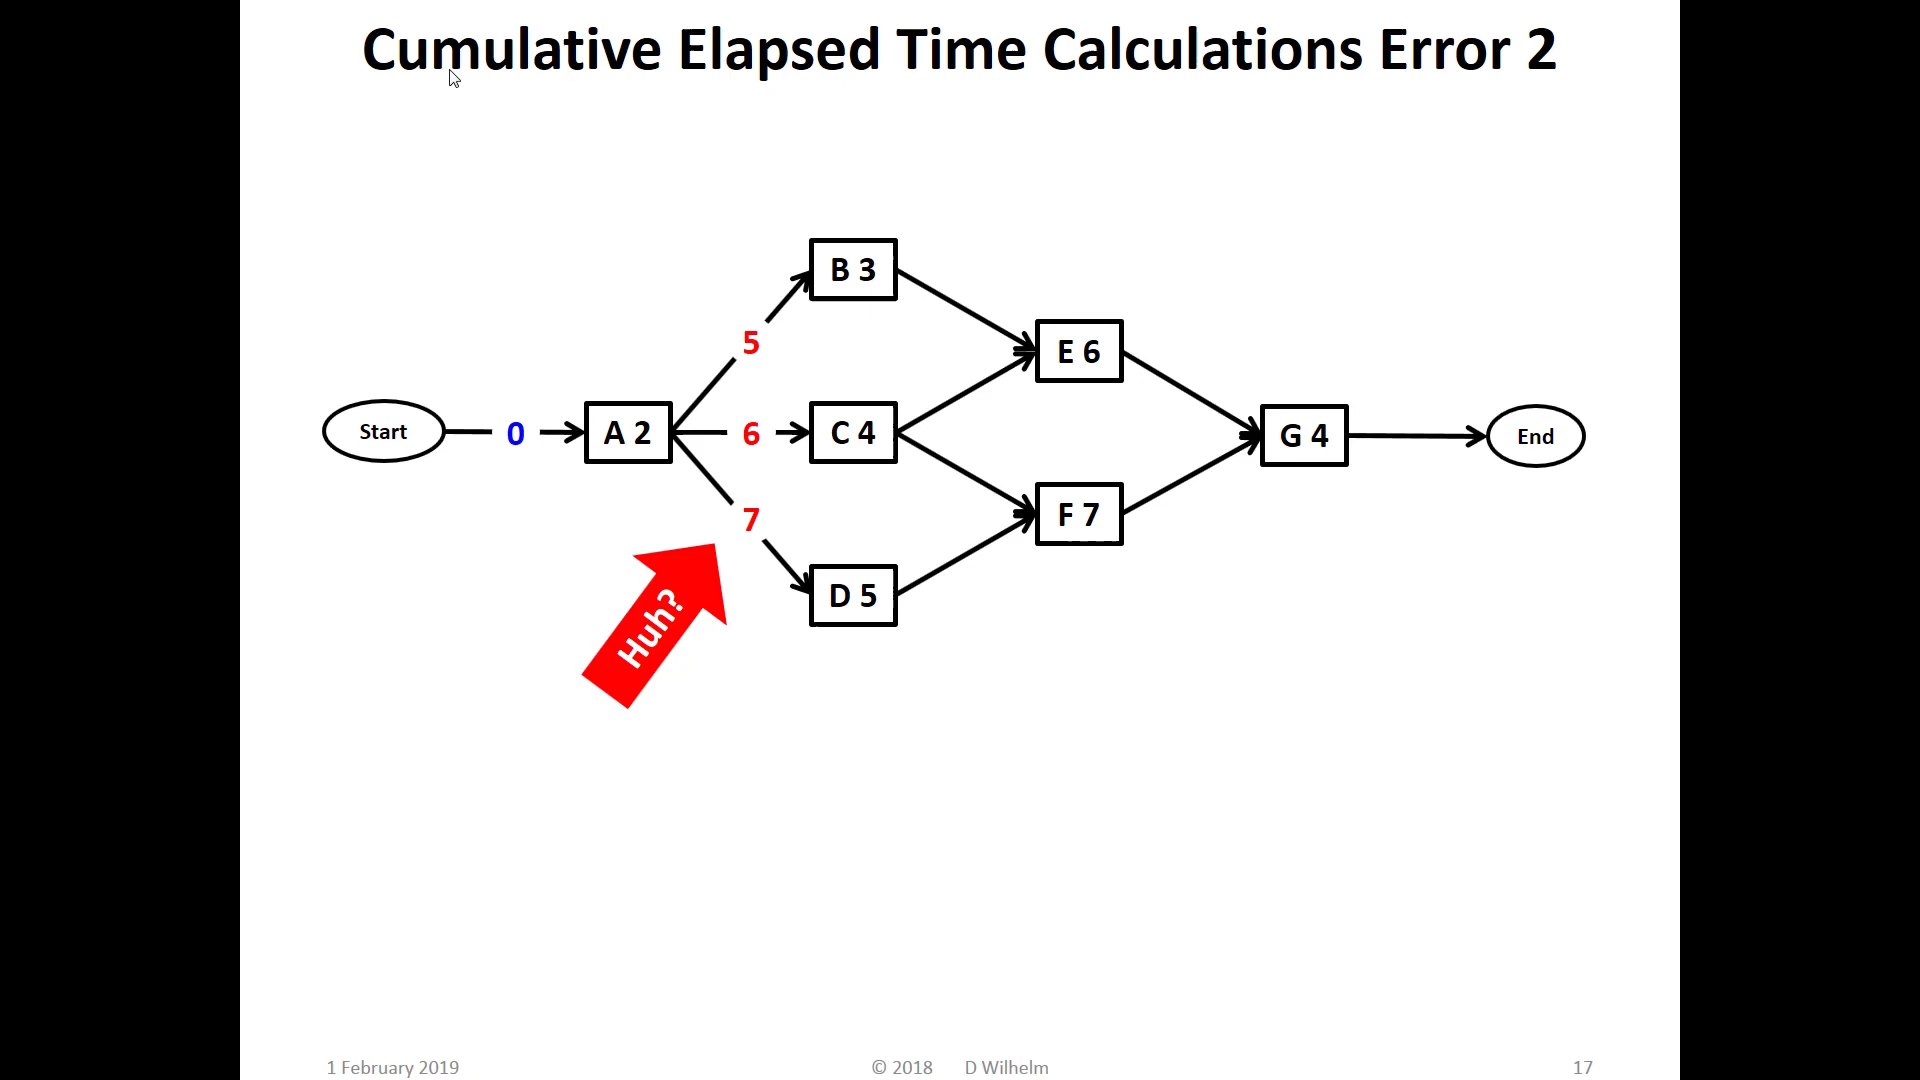 Cumulative Elapsed Time Calculations Error 2
B 3
5
E 6
Start
0
A 2
6
C 4
G 4
End
7
F 7
Huh?
D 5
1 February 2019
© 2018 D Wilhelm
17